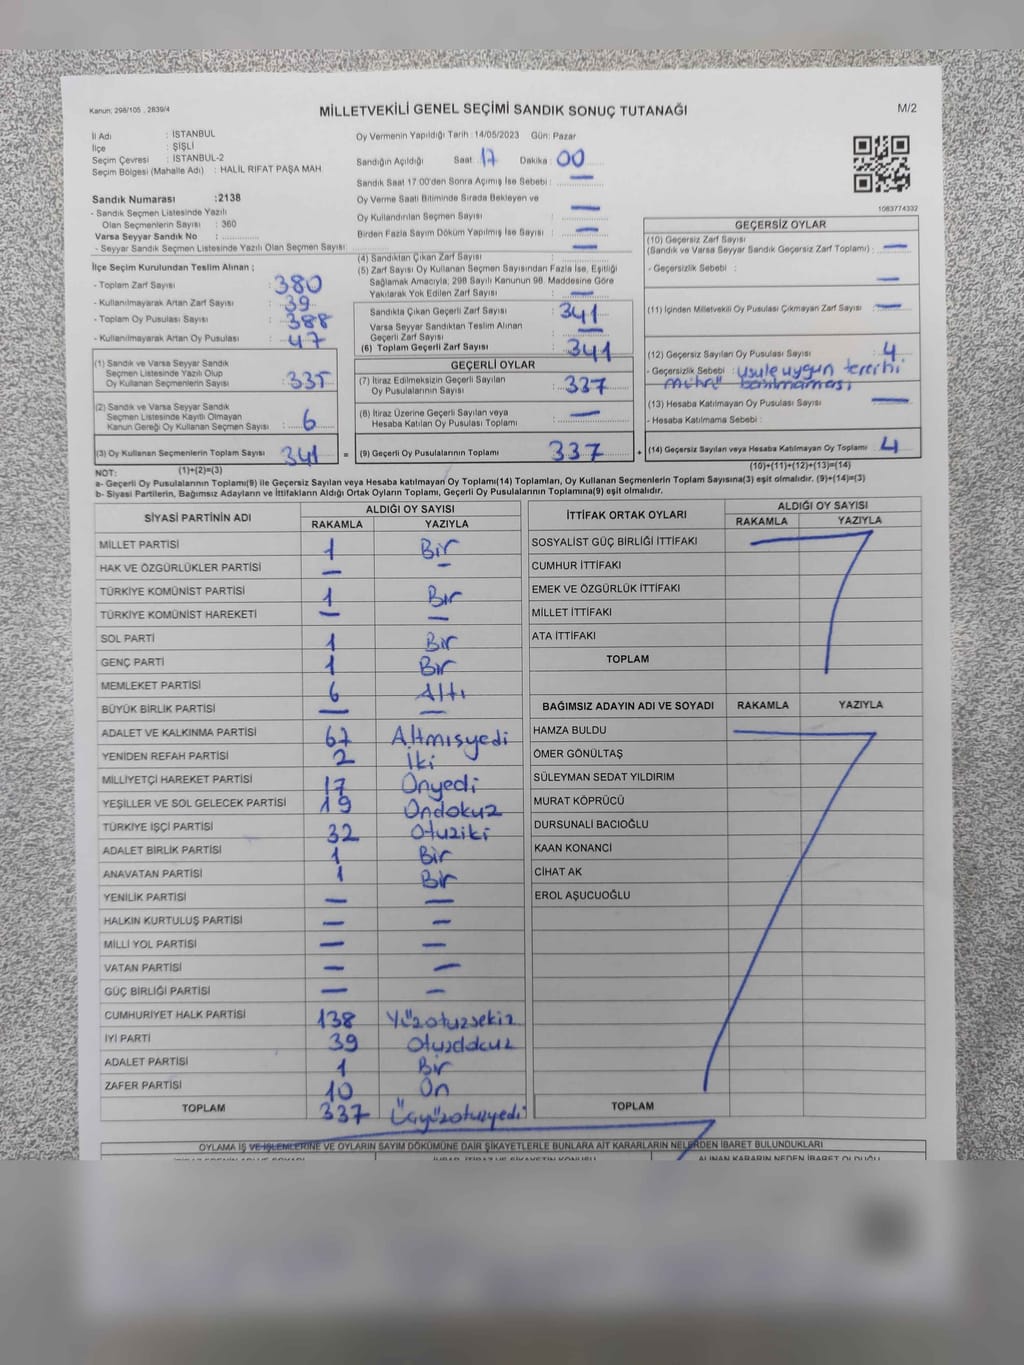 Kanun: 298/105 , 2839/4
MİLLETVEKİLİ GENEL SEÇİMİ SANDIK SONUÇ TUTANAĞI
M/2
İl Adı : İSTANBUL
İlçe : ŞİŞLİ
Seçim Çevresi : İSTANBUL-2
Seçim Bölgesi (Mahalle Adı) : HALİL RIFAT PAŞA MAH
Sandık Numarası :2138
- Sandık Seçmen Listesinde Yazılı
Olan Seçmenlerin Sayısı : 360
Varsa Seyyar Sandık No :
- Seyyar Sandık Seçmen Listesinde Yazılı Olan Seçmen Sayısı:
Oy Vermenin Yapıldığı Tarih : 14/05/2023 Gün: Pazar
Sandığın Açıldığı Saat : 17 Dakika : 00
Sandık Saat 17:00'den Sonra Açımış İse Sebebi : —
Oy Verme Saati Bitiminde Sırada Bekleyen ve
Oy Kullandırılan Seçmen Sayısı : —
Birden Fazla Sayım Döküm Yapılmış İse Sayısı : —
1083774332
İlçe Seçim Kurulundan Teslim Alınan ;
- Toplam Zarf Sayısı : 380
- Kullanılmayarak Artan Zarf Sayısı : 39
- Toplam Oy Pusulası Sayısı : 388
- Kullanılmayarak Artan Oy Pusulası : 47
(1) Sandık ve Varsa Seyyar Sandık
Seçmen Listesinde Yazılı Olup
Oy Kullanan Seçmenlerin Sayısı : 335
(2) Sandık ve Varsa Seyyar Sandık
Seçmen Listesinde Kayıtlı Olmayan
Kanun Gereği Oy Kullanan Seçmen Sayısı : 6
(3) Oy Kullanan Seçmenlerin Toplam Sayısı 341
(1)+(2)=(3)
(4) Sandıktan Çıkan Zarf Sayısı : —
(5) Zarf Sayısı Oy Kullanan Seçmen Sayısından Fazla İse, Eşitliği
Sağlamak Amacıyla; 298 Sayılı Kanunun 98. Maddesine Göre
Yakılarak Yok Edilen Zarf Sayısı : —
Sandıkta Çıkan Geçerli Zarf Sayısı : 341
Varsa Seyyar Sandıktan Teslim Alınan
Geçerli Zarf Sayısı : —
(6) Toplam Geçerli Zarf Sayısı : 341
GEÇERLİ OYLAR
(7) İtiraz Edilmeksizin Geçerli Sayılan
Oy Pusulalarının Sayısı : 337
(8) İtiraz Üzerine Geçerli Sayılan veya
Hesaba Katılan Oy Pusulası Toplamı : —
= (9) Geçerli Oy Pusulalarının Toplamı 337 +
GEÇERSİZ OYLAR
(10) Geçersiz Zarf Sayısı
(Sandık ve Varsa Seyyar Sandık Geçersiz Zarf Toplamı) : —
- Geçersizlik Sebebi : —
(11) İçinden Milletvekili Oy Pusulası Çıkmayan Zarf Sayısı : —
(12) Geçersiz Sayılan Oy Pusulası Sayısı : 4
- Geçersizlik Sebebi : usule uygun tercihi
mührü basılmaması
(13) Hesaba Katılmayan Oy Pusulası Sayısı : —
- Hesaba Katılmama Sebebi :
(14) Geçersiz Sayılan veya Hesaba Katılmayan Oy Toplamı : 4
(10)+(11)+(12)+(13)=(14)
NOT:
a- Geçerli Oy Pusulalarının Toplamı(9) ile Geçersiz Sayılan veya Hesaba katılmayan Oy Toplamı(14) Toplamları, Oy Kullanan Seçmenlerin Toplam Sayısına(3) eşit olmalıdır. (9)+(14)=(3)
b- Siyasi Partilerin, Bağımsız Adayların ve İttifakların Aldığı Ortak Oyların Toplamı, Geçerli Oy Pusulalarının Toplamına(9) eşit olmalıdır.
SİYASİ PARTİNİN ADI ALDIĞI OY SAYISI
RAKAMLA YAZIYLA
MİLLET PARTİSİ 1 Bir
HAK VE ÖZGÜRLÜKLER PARTİSİ — —
TÜRKİYE KOMÜNİST PARTİSİ 1 Bir
TÜRKİYE KOMÜNİST HAREKETİ — —
SOL PARTİ 1 Bir
GENÇ PARTİ 1 Bir
MEMLEKET PARTİSİ 6 Altı
BÜYÜK BİRLİK PARTİSİ — —
ADALET VE KALKINMA PARTİSİ 67 Altmışyedi
YENİDEN REFAH PARTİSİ 2 İki
MİLLİYETÇİ HAREKET PARTİSİ 17 Onyedi
YEŞİLLER VE SOL GELECEK PARTİSİ 19 Ondokuz
TÜRKİYE İŞÇİ PARTİSİ 32 Otuziki
ADALET BİRLİK PARTİSİ 1 Bir
ANAVATAN PARTİSİ 1 Bir
YENİLİK PARTİSİ — —
HALKIN KURTULUŞ PARTİSİ — —
MİLLİ YOL PARTİSİ — —
VATAN PARTİSİ — —
GÜÇ BİRLİĞİ PARTİSİ — —
CUMHURİYET HALK PARTİSİ 138 Yüzotuzsekiz
İYİ PARTİ 39 Otuzdokuz
ADALET PARTİSİ 1 Bir
ZAFER PARTİSİ 10 On
TOPLAM 337 Üçyüzotuzyedi
İTTİFAK ORTAK OYLARI ALDIĞI OY SAYISI
RAKAMLA YAZIYLA
SOSYALİST GÜÇ BİRLİĞİ İTTİFAKI
CUMHUR İTTİFAKI
EMEK VE ÖZGÜRLÜK İTTİFAKI
MİLLET İTTİFAKI
ATA İTTİFAKI
TOPLAM
BAĞIMSIZ ADAYIN ADI VE SOYADI RAKAMLA YAZIYLA
HAMZA BULDU
ÖMER GÖNÜLTAŞ
SÜLEYMAN SEDAT YILDIRIM
MURAT KÖPRÜCÜ
DURSUNALİ BACIOĞLU
KAAN KONANCİ
CİHAT AK
EROL AŞUCUOĞLU
TOPLAM
OYLAMA İŞ VE İŞLEMLERİNE VE OYLARIN SAYIM DÖKÜMÜNE DAİR ŞİKAYETLERLE BUNLARA AİT KARARLARIN NELERDEN İBARET BULUNDUKLARI
ALINAN KARARIN NEDEN İBARET OLDUĞU